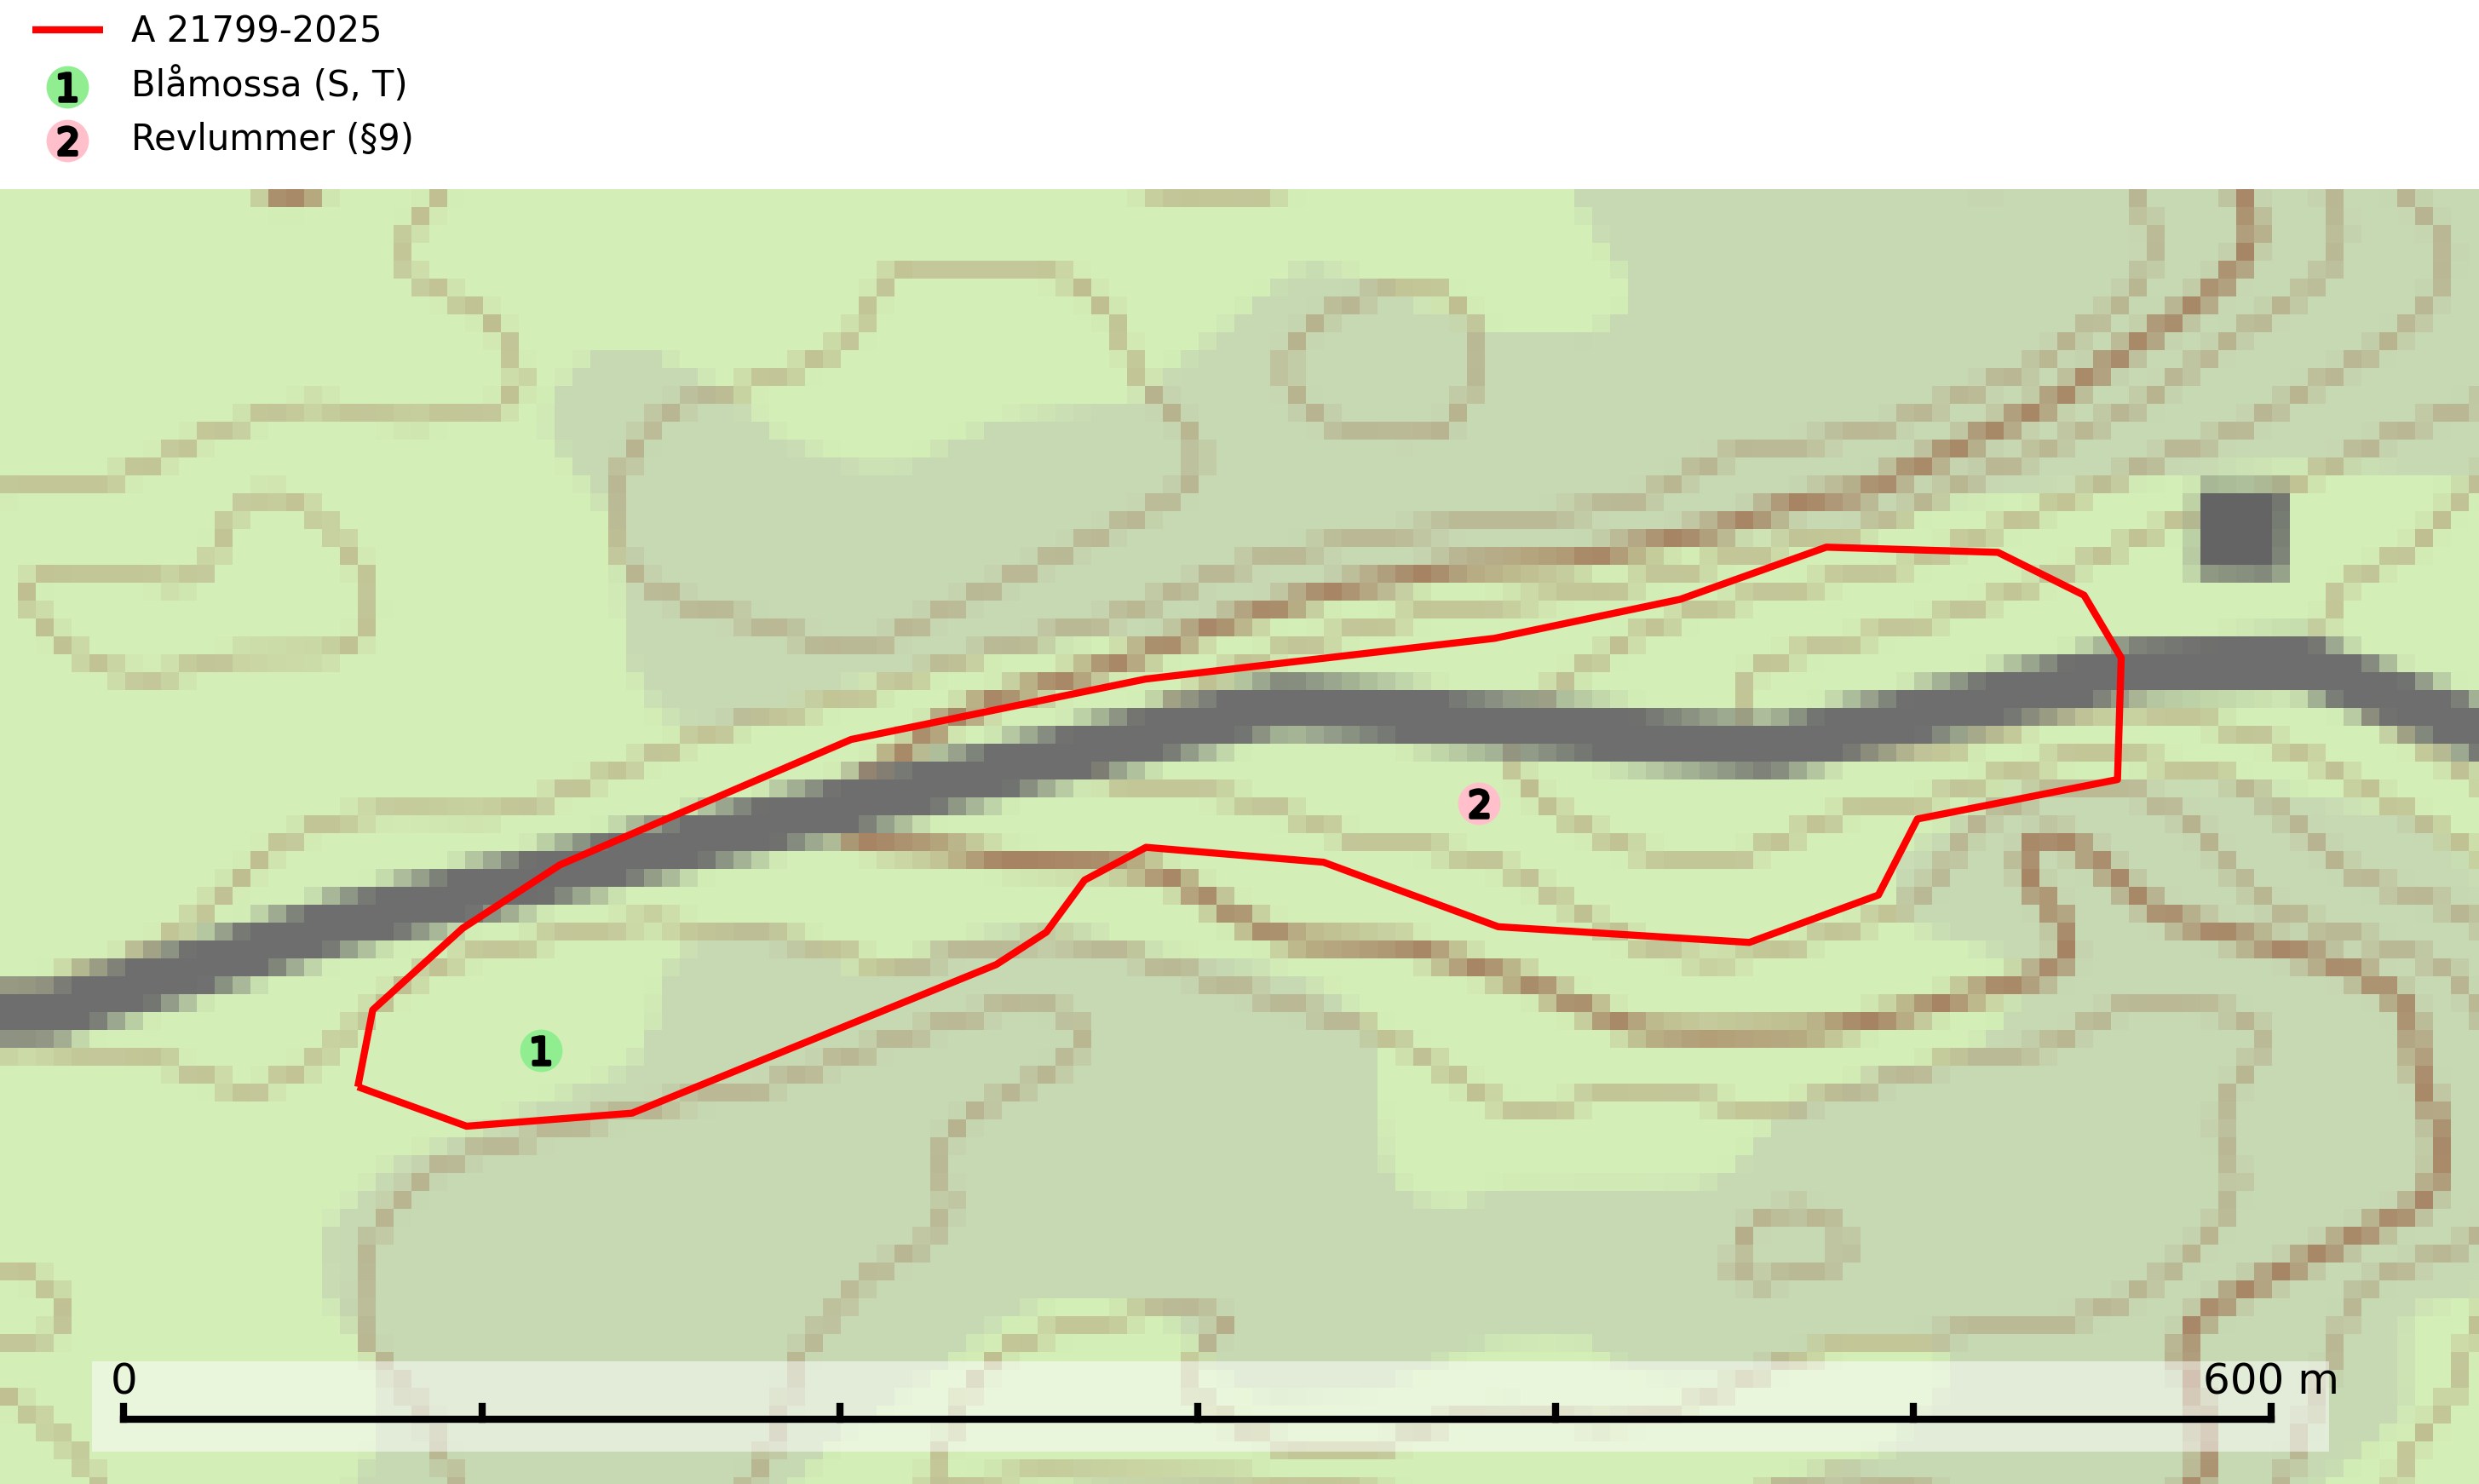 A 21799-2025
1 Blåmossa (S, T)
2 Revlummer (§9)
2
1
0 600 m